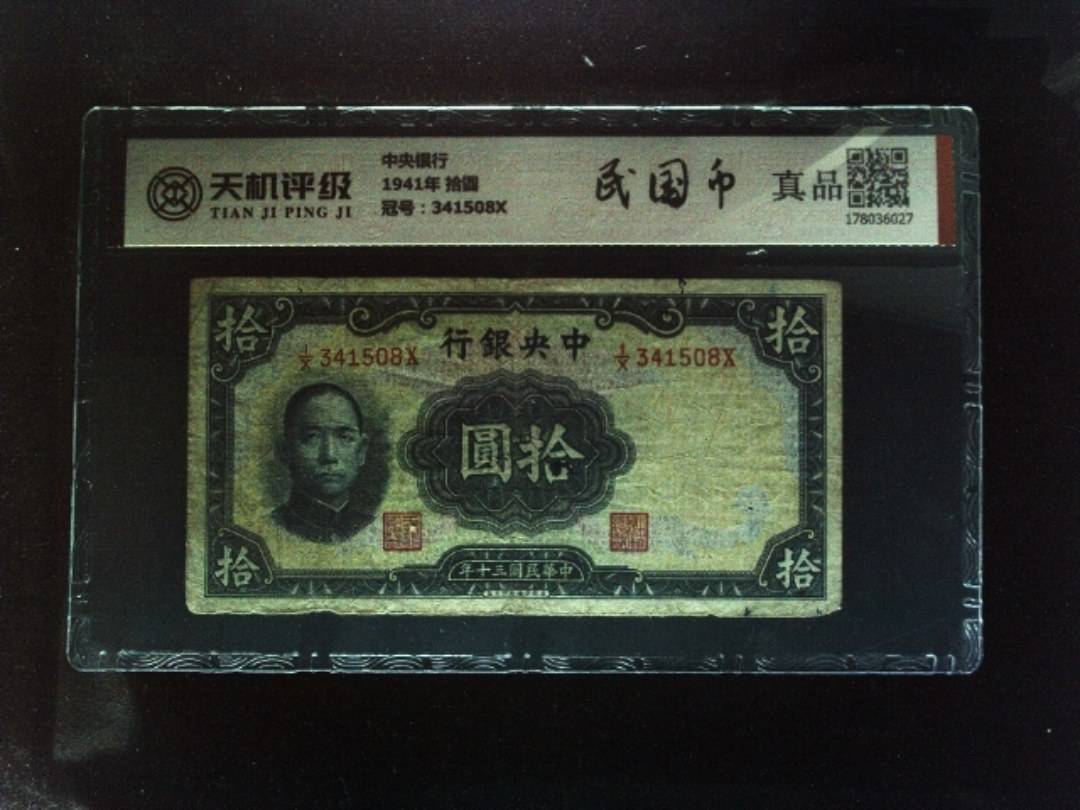 天机评级
TIAN JI PING JI
中央银行
1941年 拾圆
冠号：341508X
民国币
真品
178036027
拾
拾
行銀央中
1/X 341508X
1/X 341508X
圓拾
年十三國民華中
拾
拾